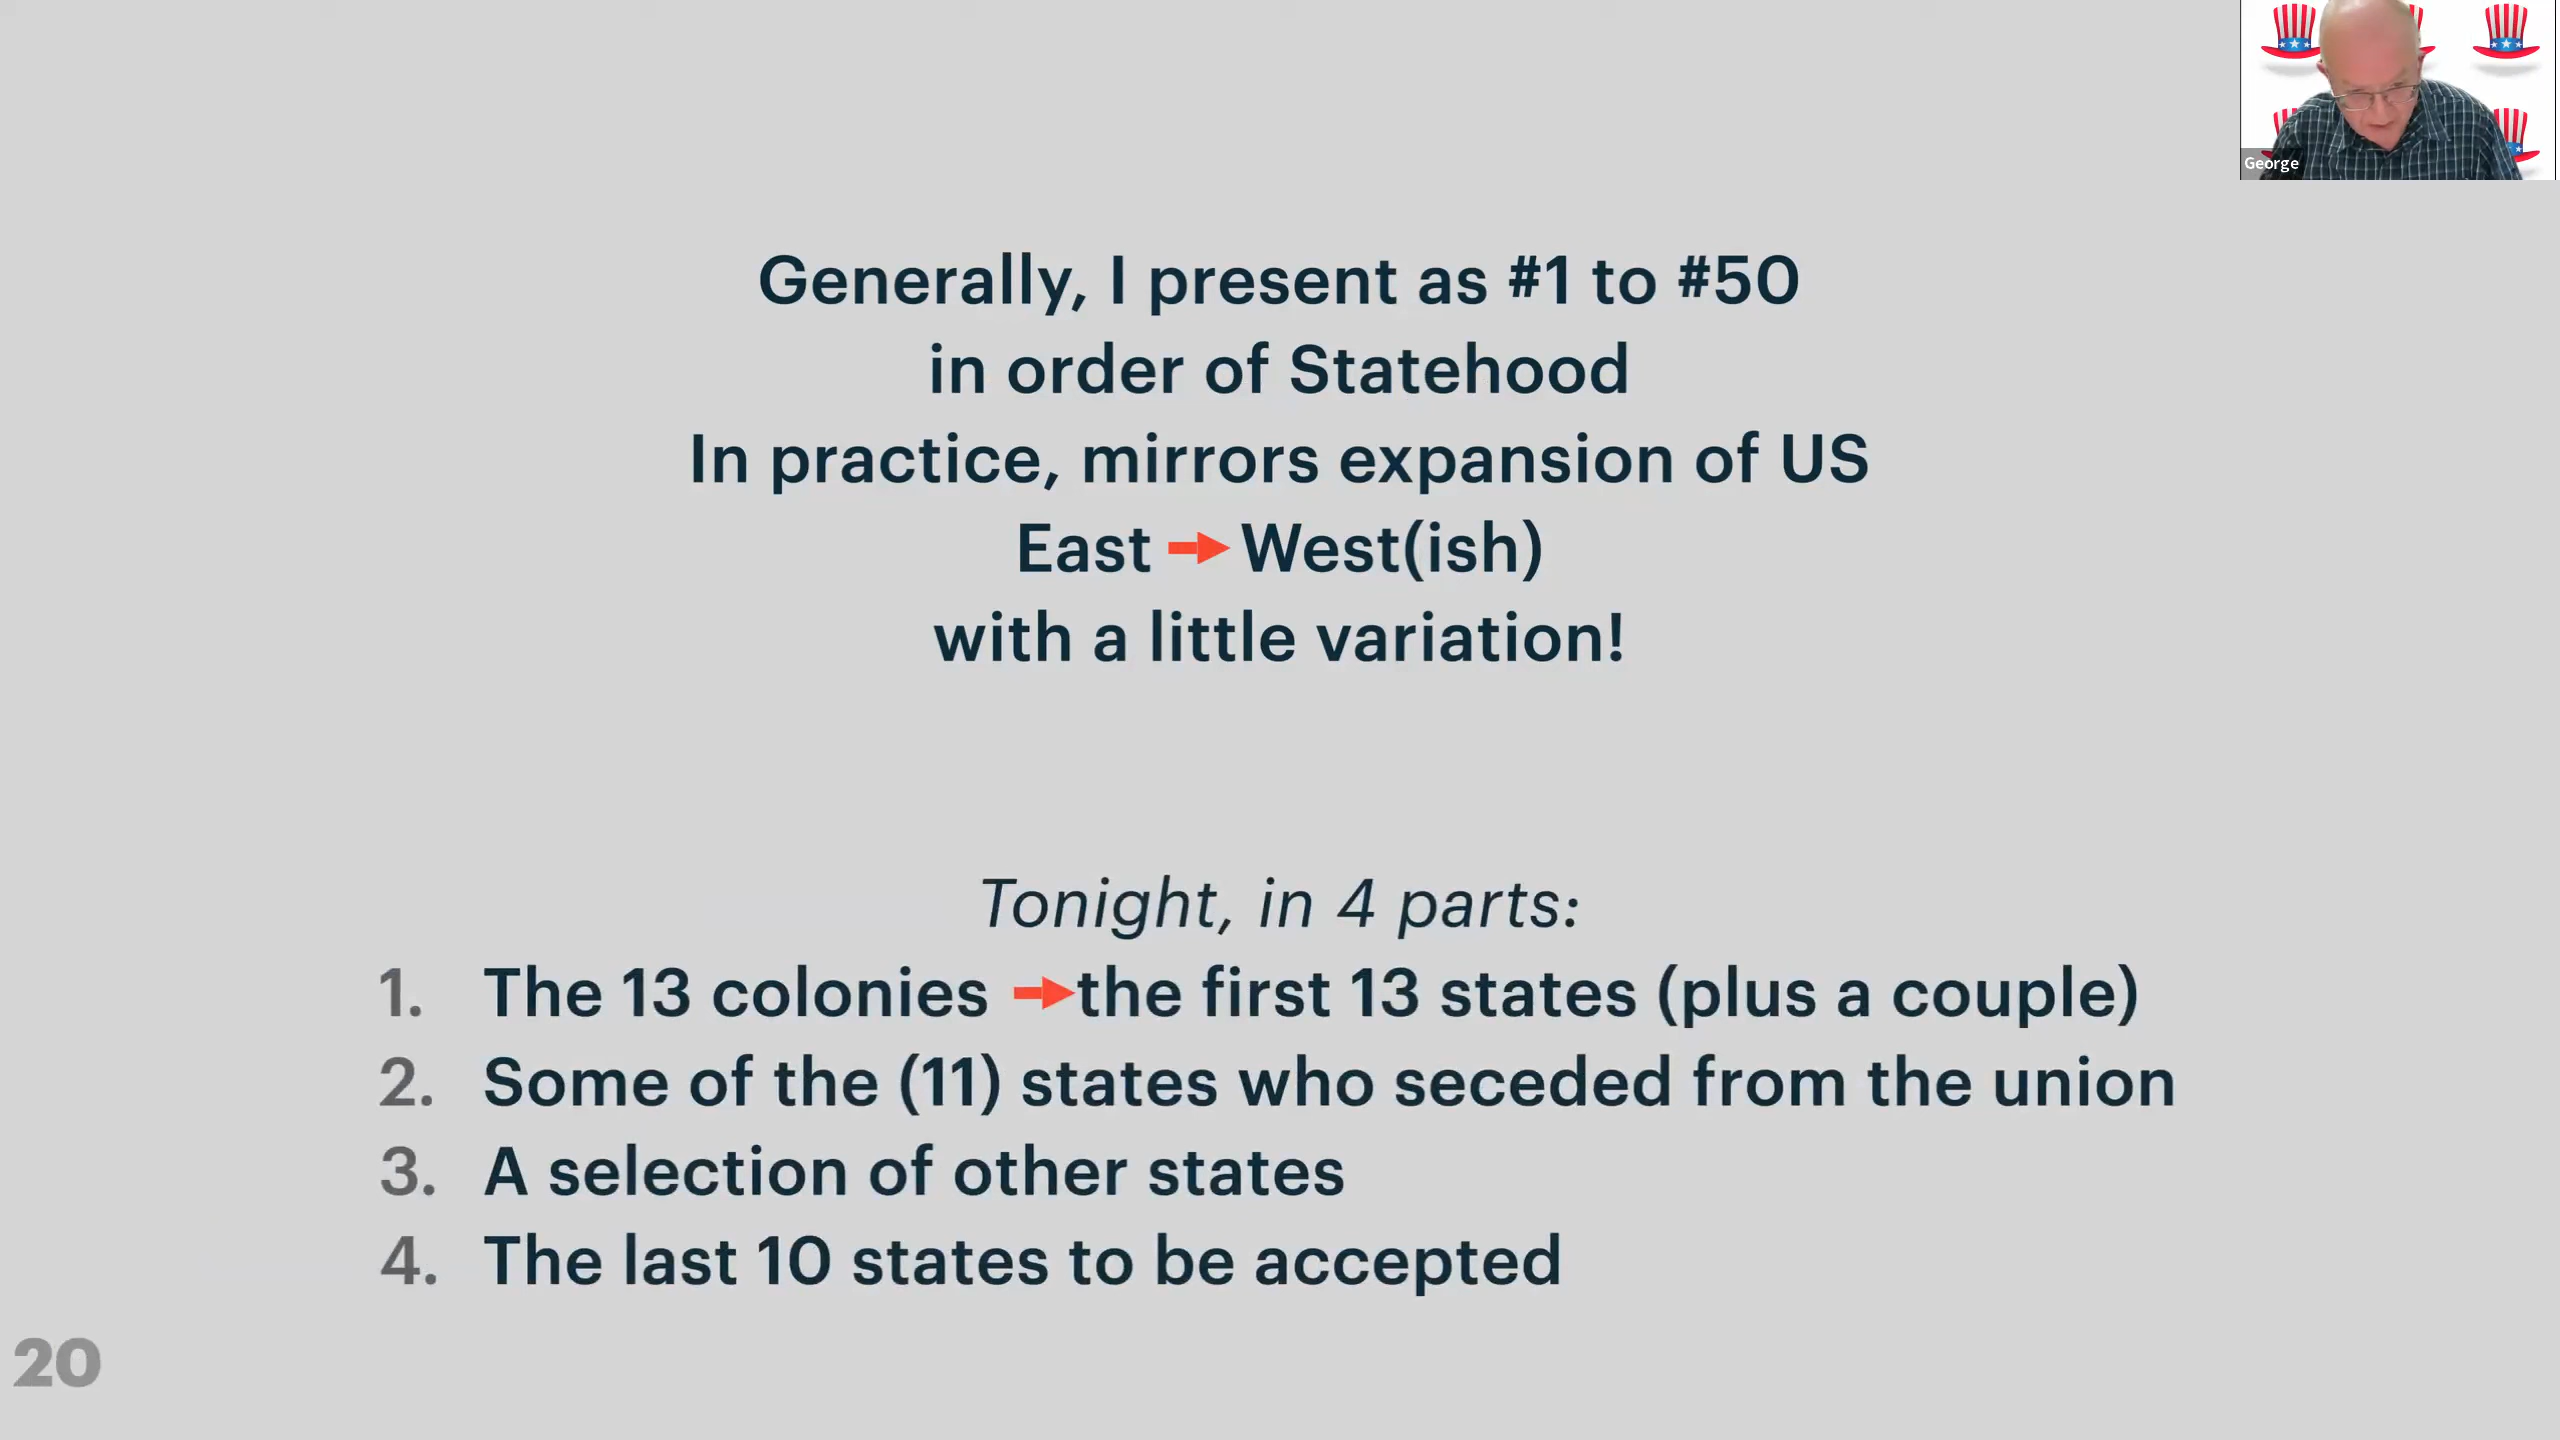 George
Generally, I present as #1 to #50
in order of Statehood
In practice, mirrors expansion of US
East West(ish)
with a little variation!
Tonight, in 4 parts:
1. The 13 colonies the first 13 states (plus a couple)
2. Some of the (11) states who seceded from the union
3. A selection of other states
4. The last 10 states to be accepted
20